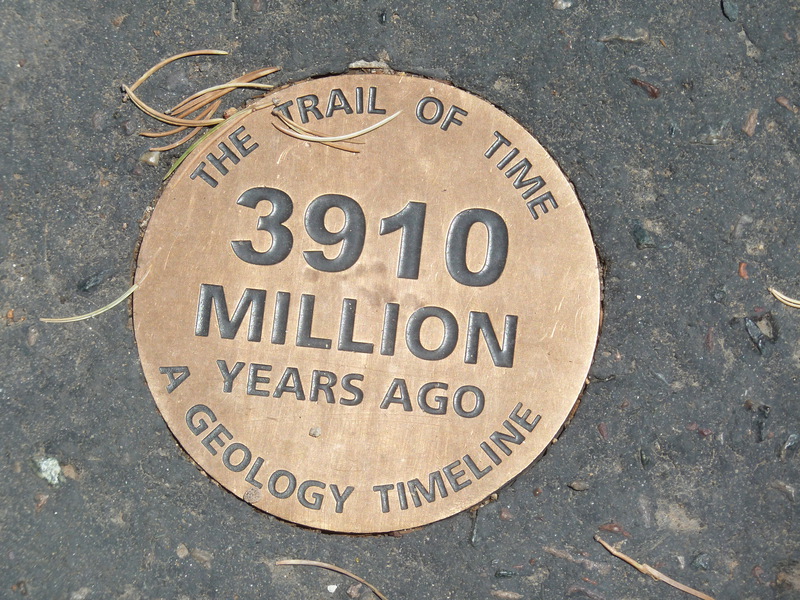 THE TRAIL OF TIME
3910
MILLION
YEARS AGO
A GEOLOGY TIMELINE